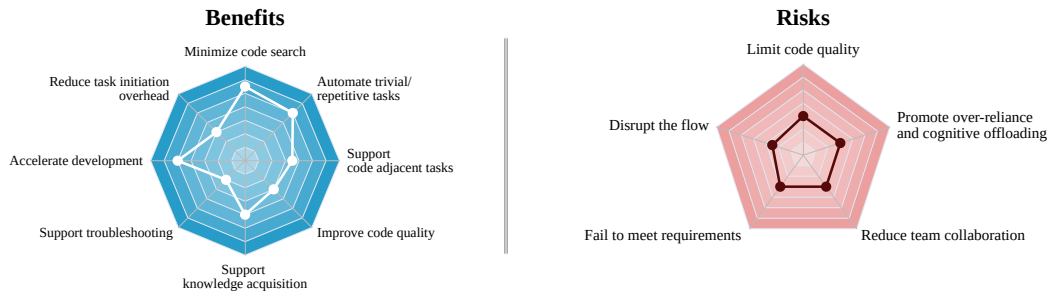 Benefits
Minimize code search
Reduce task initiation
overhead
Automate trivial/
repetitive tasks
Accelerate development
Support
code adjacent tasks
Support troubleshooting
Improve code quality
Support
knowledge acquisition
Risks
Limit code quality
Disrupt the flow
Promote over-reliance
and cognitive offloading
Fail to meet requirements
Reduce team collaboration